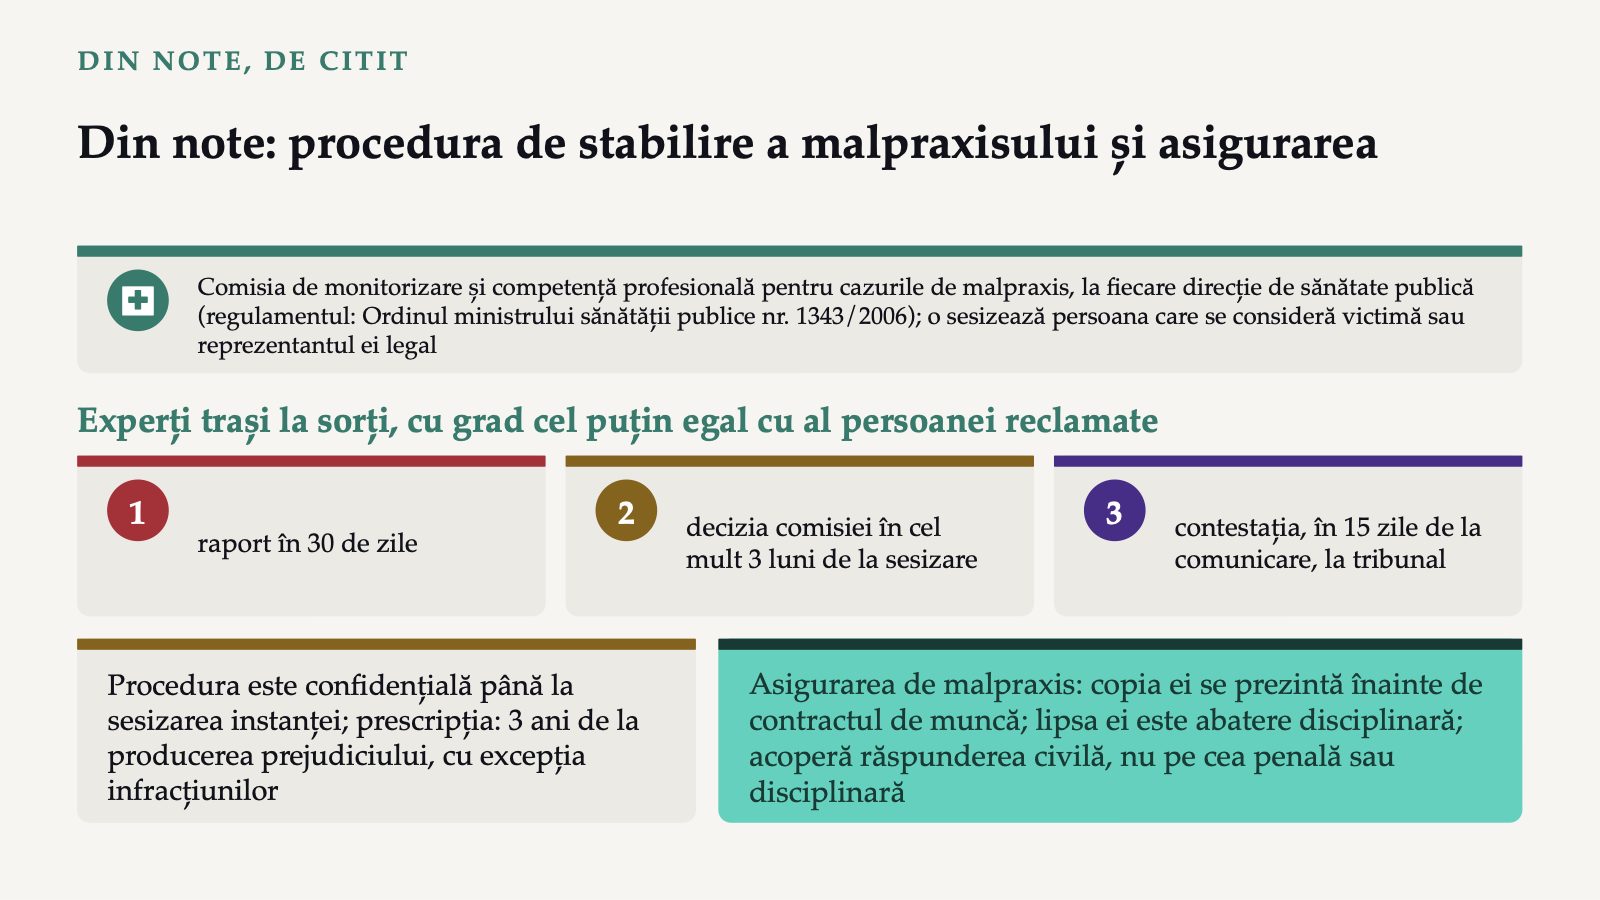 DIN NOTE, DE CITIT
Din note: procedura de stabilire a malpraxisului și asigurarea
Comisia de monitorizare și competență profesională pentru cazurile de malpraxis, la fiecare direcție de sănătate publică
(regulamentul: Ordinul ministrului sănătății publice nr. 1343/2006); o sesizează persoana care se consideră victimă sau
reprezentantul ei legal
Experți trași la sorți, cu grad cel puțin egal cu al persoanei reclamate
1
raport în 30 de zile
2
decizia comisiei în cel
mult 3 luni de la sesizare
3
contestația, în 15 zile de la
comunicare, la tribunal
Procedura este confidențială până la
sesizarea instanței; prescripția: 3 ani de la
producerea prejudiciului, cu excepția
infracțiunilor
Asigurarea de malpraxis: copia ei se prezintă înainte de
contractul de muncă; lipsa ei este abatere disciplinară;
acoperă răspunderea civilă, nu pe cea penală sau
disciplinară